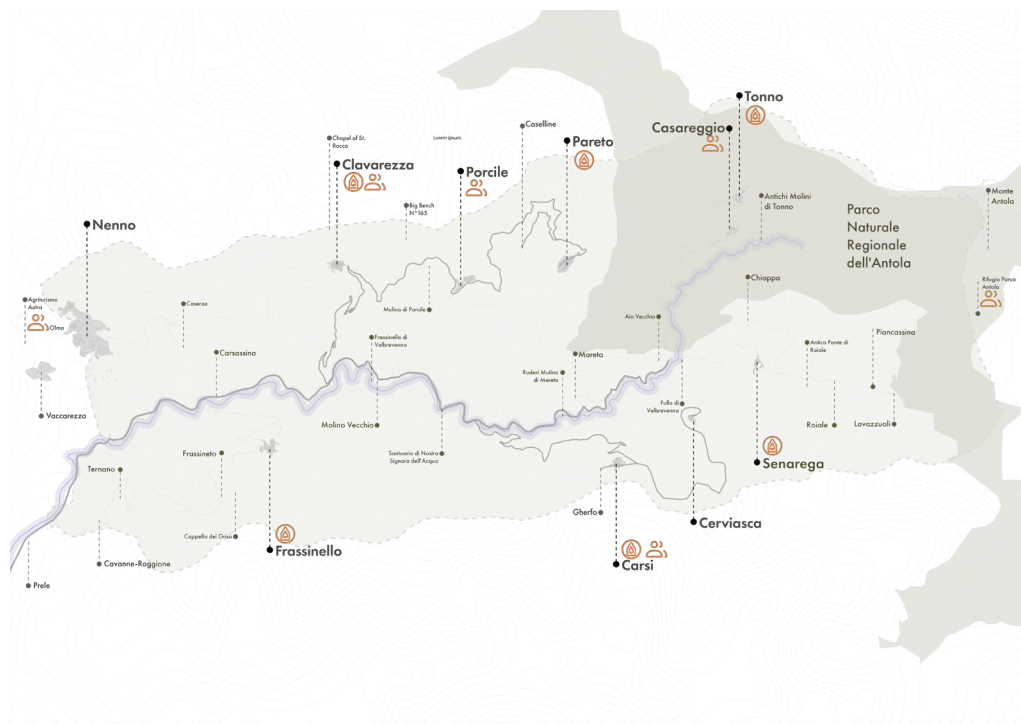 Tonno
Casareggio
Chapel of St.
Rocco
Lorem Ipsum
Caselline
Pareto
Clavarezza
Porcile
Monte
Antola
Antichi Molini
di Tonno
Big Bench
N°165
Parco
Naturale
Regionale
dell'Antola
Nenno
Chiappa
Rifugio Parco
Antola
Agriturismo
Autra
Olmo
Caserza
Molino di Porcile
Aia Vecchia
Piancassina
Frassinello di
Valbrevenna
Antico Ponte di
Roiale
Carsassina
Mareta
Ruderi Mulino
di Mereta
Fullo di
Valbrevenna
Vaccarezza
Molino Vecchio
Roiale
Lavazzuoli
Frassineto
Santuario di Nostra
Signora dell'Acqua
Ternano
Senarega
Gherfo
Cerviasca
Cappella del Grisù
Frassinello
Cavanne-Roggione
Carsi
Prele